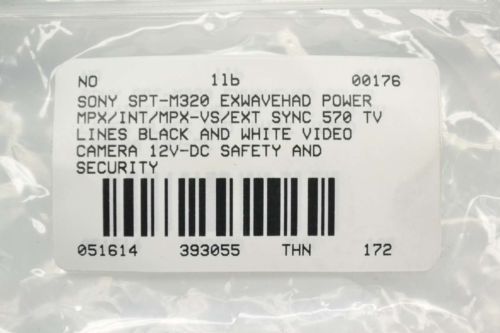 NO 11b 00176
SONY SPT-M320 EXWAVEHAD POWER
MPX/INT/MPX-VS/EXT SYNC 570 TV
LINES BLACK AND WHITE VIDEO
CAMERA 12V-DC SAFETY AND
SECURITY
051614 393055 THN 172